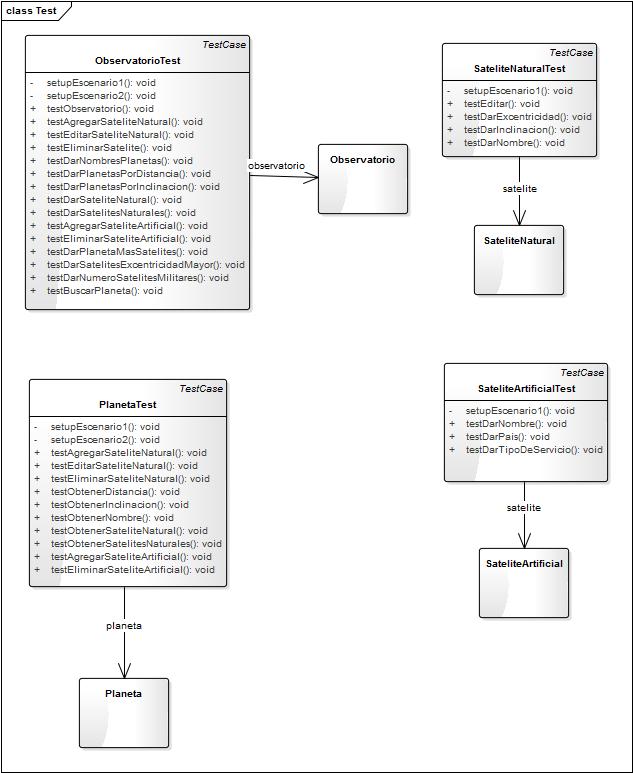 class Test
TestCase
ObservatorioTest
- setupEscenario1(): void
- setupEscenario2(): void
+ testObservatorio(): void
+ testAgregarSateliteNatural(): void
+ testEditarSateliteNatural(): void
+ testEliminarSatelite(): void
+ testDarNombresPlanetas(): void
+ testDarPlanetasPorDistancia(): void
+ testDarPlanetasPorInclinacion(): void
+ testDarSateliteNatural(): void
+ testDarSatelitesNaturales(): void
+ testAgregarSateliteArtificial(): void
+ testEliminarSateliteArtificial(): void
+ testDarPlanetaMasSatelites(): void
+ testDarSatelitesExcentricidadMayor(): void
+ testDarNumeroSatelitesMilitares(): void
+ testBuscarPlaneta(): void
observatorio
Observatorio
TestCase
SateliteNaturalTest
- setupEscenario1(): void
+ testEditar(): void
+ testDarExcentricidad(): void
+ testDarInclinacion(): void
+ testDarNombre(): void
satelite
SateliteNatural
TestCase
PlanetaTest
- setupEscenario1(): void
- setupEscenario2(): void
+ testAgregarSateliteNatural(): void
+ testEditarSateliteNatural(): void
+ testEliminarSateliteNatural(): void
+ testObtenerDistancia(): void
+ testObtenerInclinacion(): void
+ testObtenerNombre(): void
+ testObtenerSateliteNatural(): void
+ testObtenerSatelitesNaturales(): void
+ testAgregarSateliteArtificial(): void
+ testEliminarSateliteArtificial(): void
planeta
Planeta
TestCase
SateliteArtificialTest
- setupEscenario1(): void
+ testDarNombre(): void
+ testDarPais(): void
+ testDarTipoDeServicio(): void
satelite
SateliteArtificial